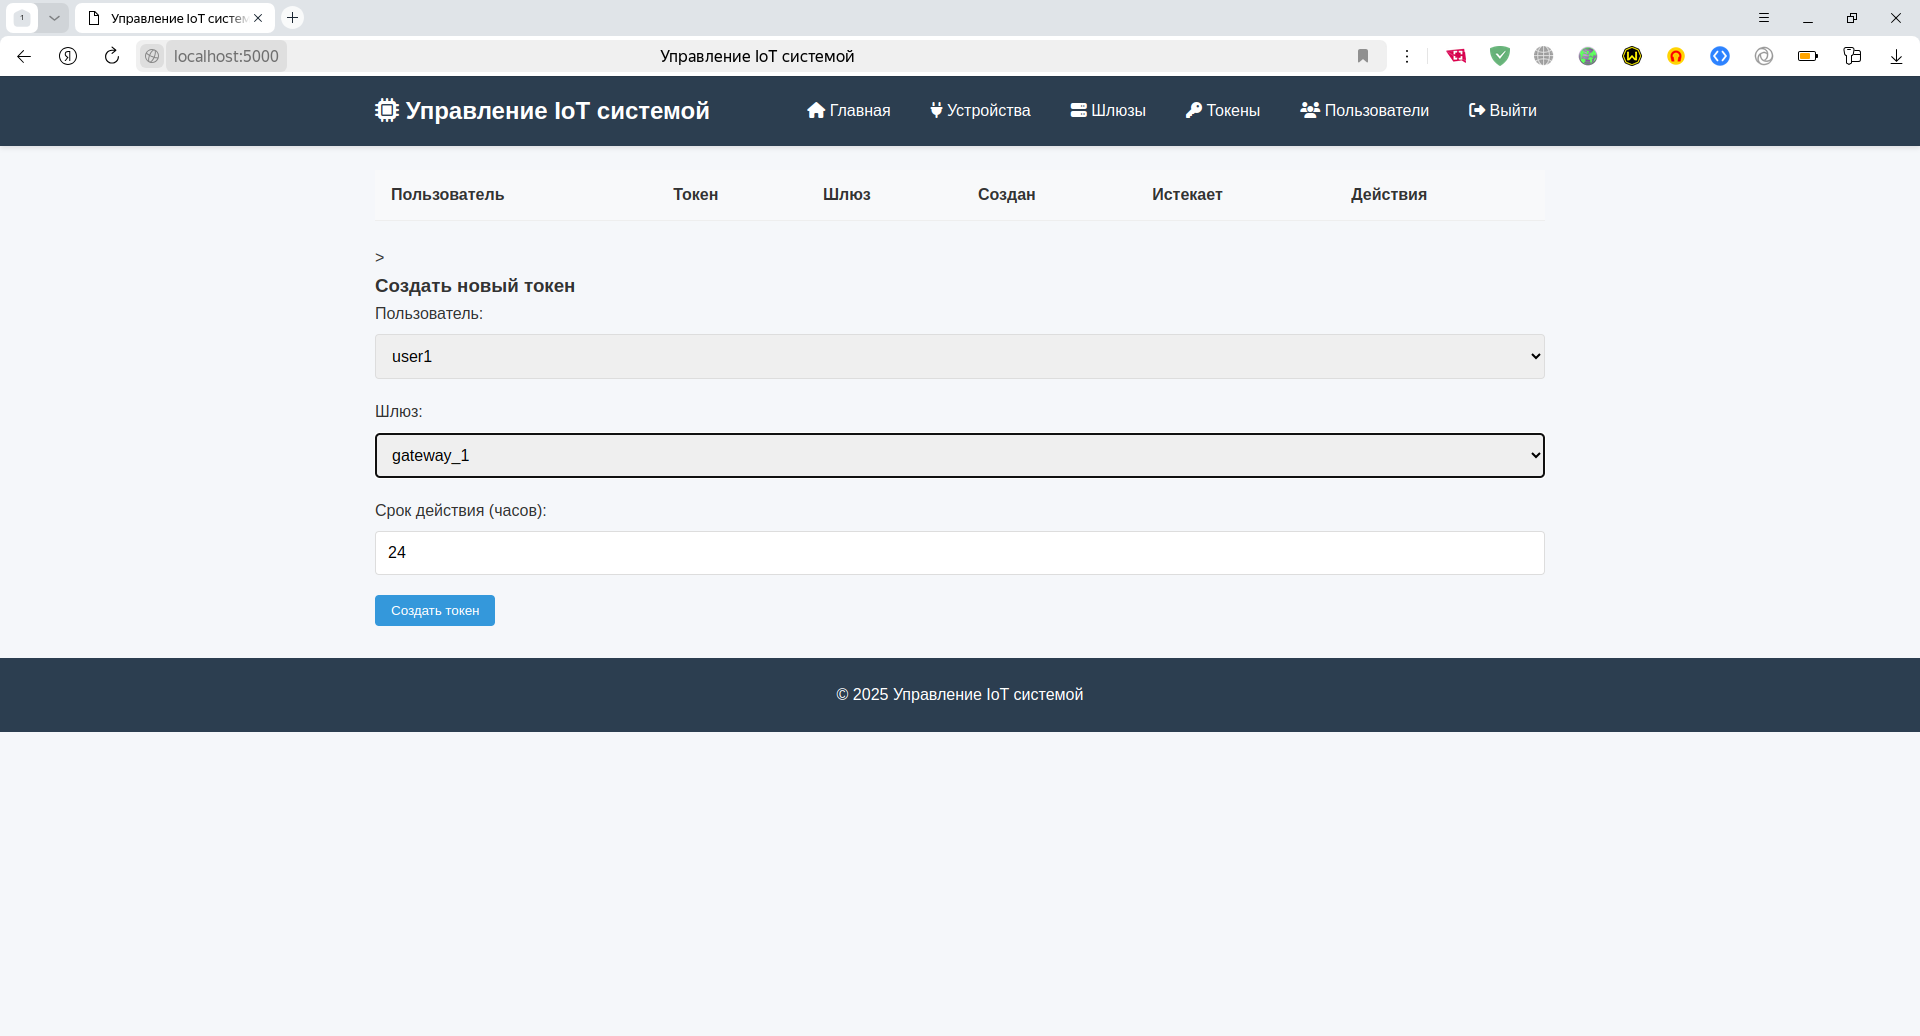 1
Управление IoT систем
localhost:5000
Управление IoT системой
Управление IoT системой
Главная
Устройства
Шлюзы
Токены
Пользователи
Выйти
Пользователь Токен Шлюз Создан Истекает Действия
>
Создать новый токен
Пользователь:
user1
Шлюз:
gateway_1
Срок действия (часов):
24
Создать токен
© 2025 Управление IoT системой